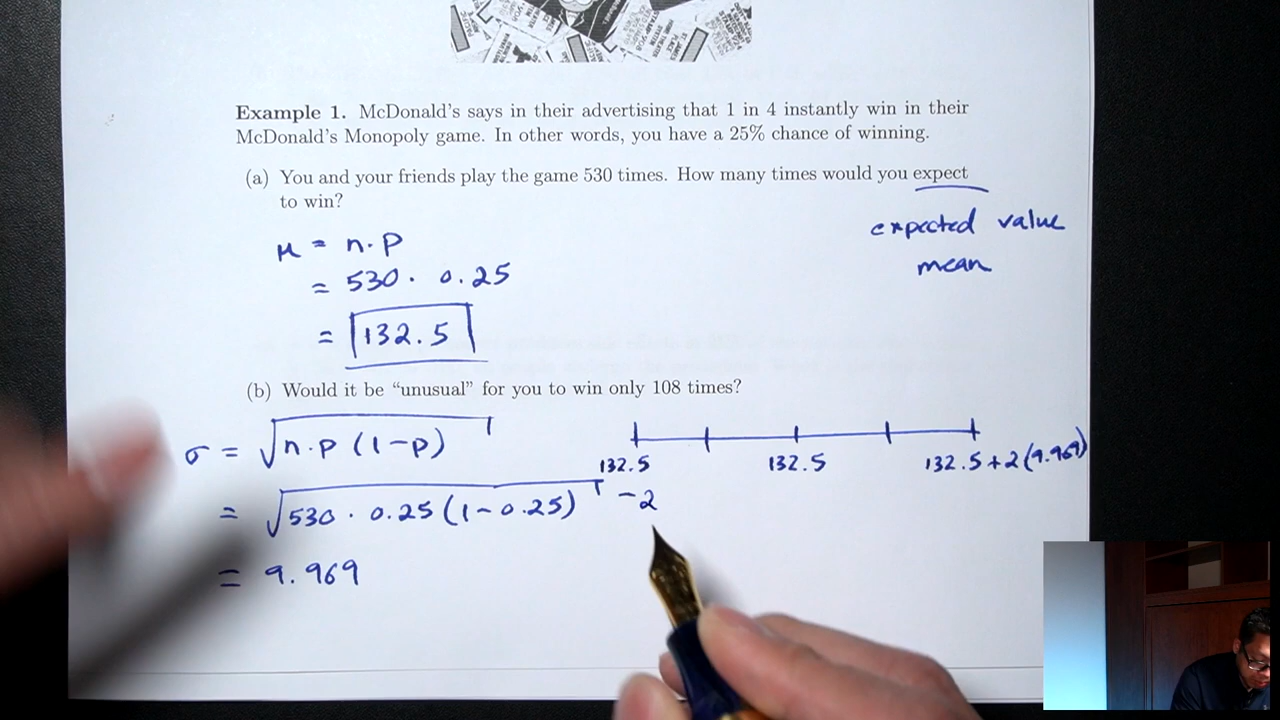 Example 1. McDonald's says in their advertising that 1 in 4 instantly win in their
McDonald's Monopoly game. In other words, you have a 25% chance of winning.
(a) You and your friends play the game 530 times. How many times would you expect
to win?
expected value
mean
μ = n.p
= 530 · 0.25
= 132.5
(b) Would it be “unusual” for you to win only 108 times?
σ = √n.p (1-p)
= √530 · 0.25 (1-0.25)
= 9.969
132.5 132.5 132.5+2(9.969)
-2